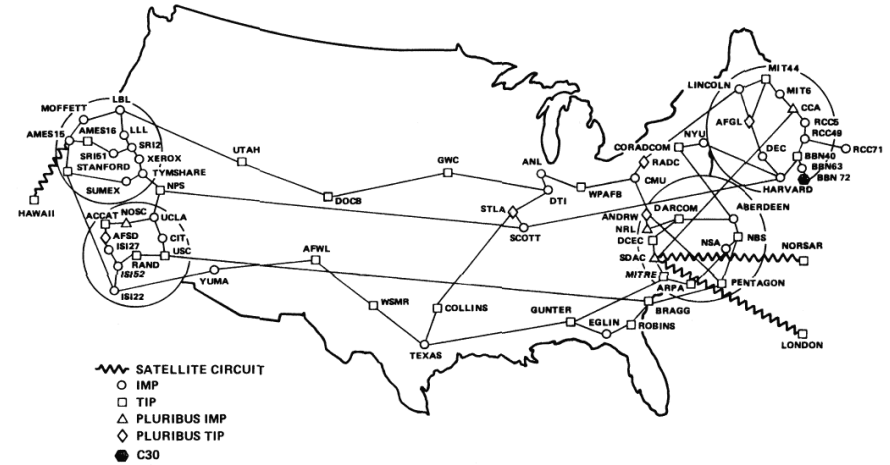 MIT44
LINCOLN
MIT6
CCA
LBL
MOFFETT
RCC5
AFGL
RCC49
AMES15
AMES16
LLL
NYU
DEC
RCC71
SRI2
CORADCOM
UTAH
SRI51
XEROX
GWC
ANL
RADC
BBN40
STANFORD
TYMSHARE
BBN63
SUMEX
NPS
WPAFB
CMU
HARVARD
BBN 72
HAWAII
DOCB
DTI
ACCAT
NOSC
UCLA
STLA
ANDRW
DARCOM
ABERDEEN
AFSD
CIT
SCOTT
NRL
DCEC
NSA
NBS
ISI27
RAND
USC
AFWL
SDAC
NORSAR
ISI52
YUMA
MITRE
ARPA
PENTAGON
ISI22
WSMR
COLLINS
GUNTER
BRAGG
EGLIN
ROBINS
TEXAS
LONDON
SATELLITE CIRCUIT
IMP
TIP
PLURIBUS IMP
PLURIBUS TIP
C30